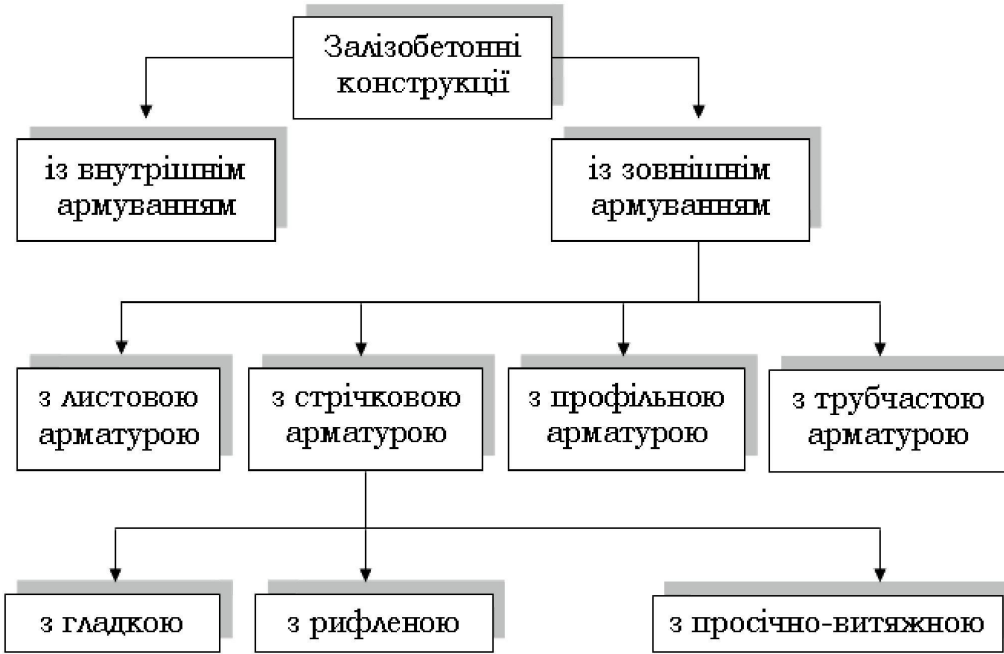 Залізобетонні
конструкції
із внутрішнім
армуванням
із зовнішнім
армуванням
з листовою
арматурою
з стрічковою
арматурою
з профільною
арматурою
з трубчастою
арматурою
з гладкою
з рифленою
з просічно-витяжною